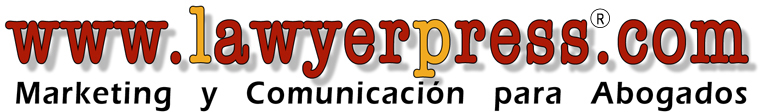 www.lawyerpress®.com
Marketing y Comunicación para Abogados